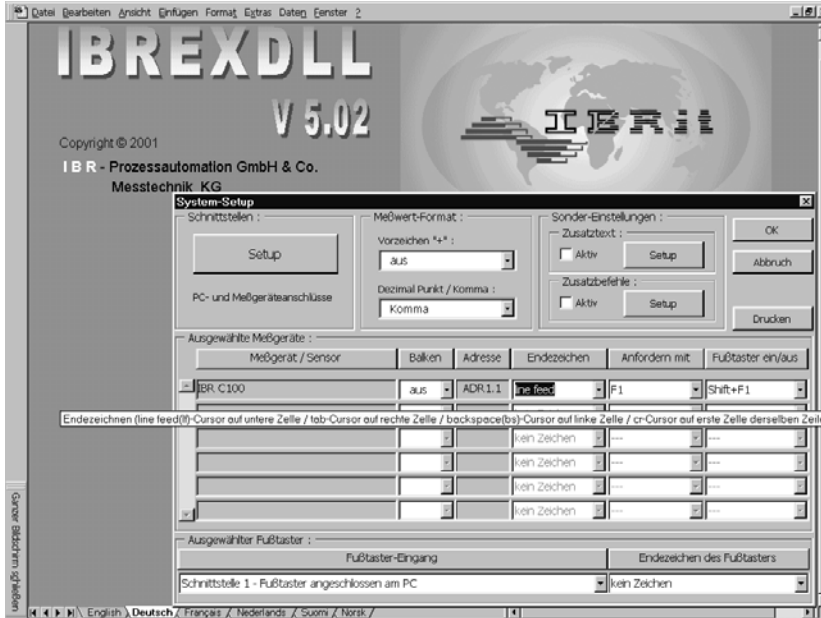 Datei Bearbeiten Ansicht Einfügen Format Extras Daten Fenster ?
IBREXDLL
V 5.02
IBRit
Copyright © 2001
IBR - Prozessautomation GmbH & Co.
Messtechnik KG
System-Setup
Schnittstellen :
Setup
PC- und Meßgeräteanschlüsse
Meßwert-Format :
Vorzeichen "+" :
aus
Dezimal Punkt / Komma :
Komma
Sonder-Einstellungen :
Zusatztext :
Aktiv Setup
Zusatzbefehle :
Aktiv Setup
OK
Abbruch
Drucken
Ausgewählte Meßgeräte :
Meßgerät / Sensor Balken Adresse Endezeichen Anfordern mit Fußtaster ein/aus
IBR C100 aus ADR1.1 line feed F1 Shift+F1
Endezeichnen (line feed(lf)-Cursor auf untere Zelle / tab-Cursor auf rechte Zelle / backspace(bs)-Cursor auf linke Zelle / cr-Cursor auf erste Zelle derselben Zeile
kein Zeichen --- ---
kein Zeichen --- ---
kein Zeichen --- ---
kein Zeichen --- ---
Ausgewählter Fußtaster :
Fußtaster-Eingang Endezeichen des Fußtasters
Schnittstelle 1 - Fußtaster angeschlossen am PC kein Zeichen
Ganzer Bildschirm schließen
English Deutsch Français Nederlands Suomi Norsk